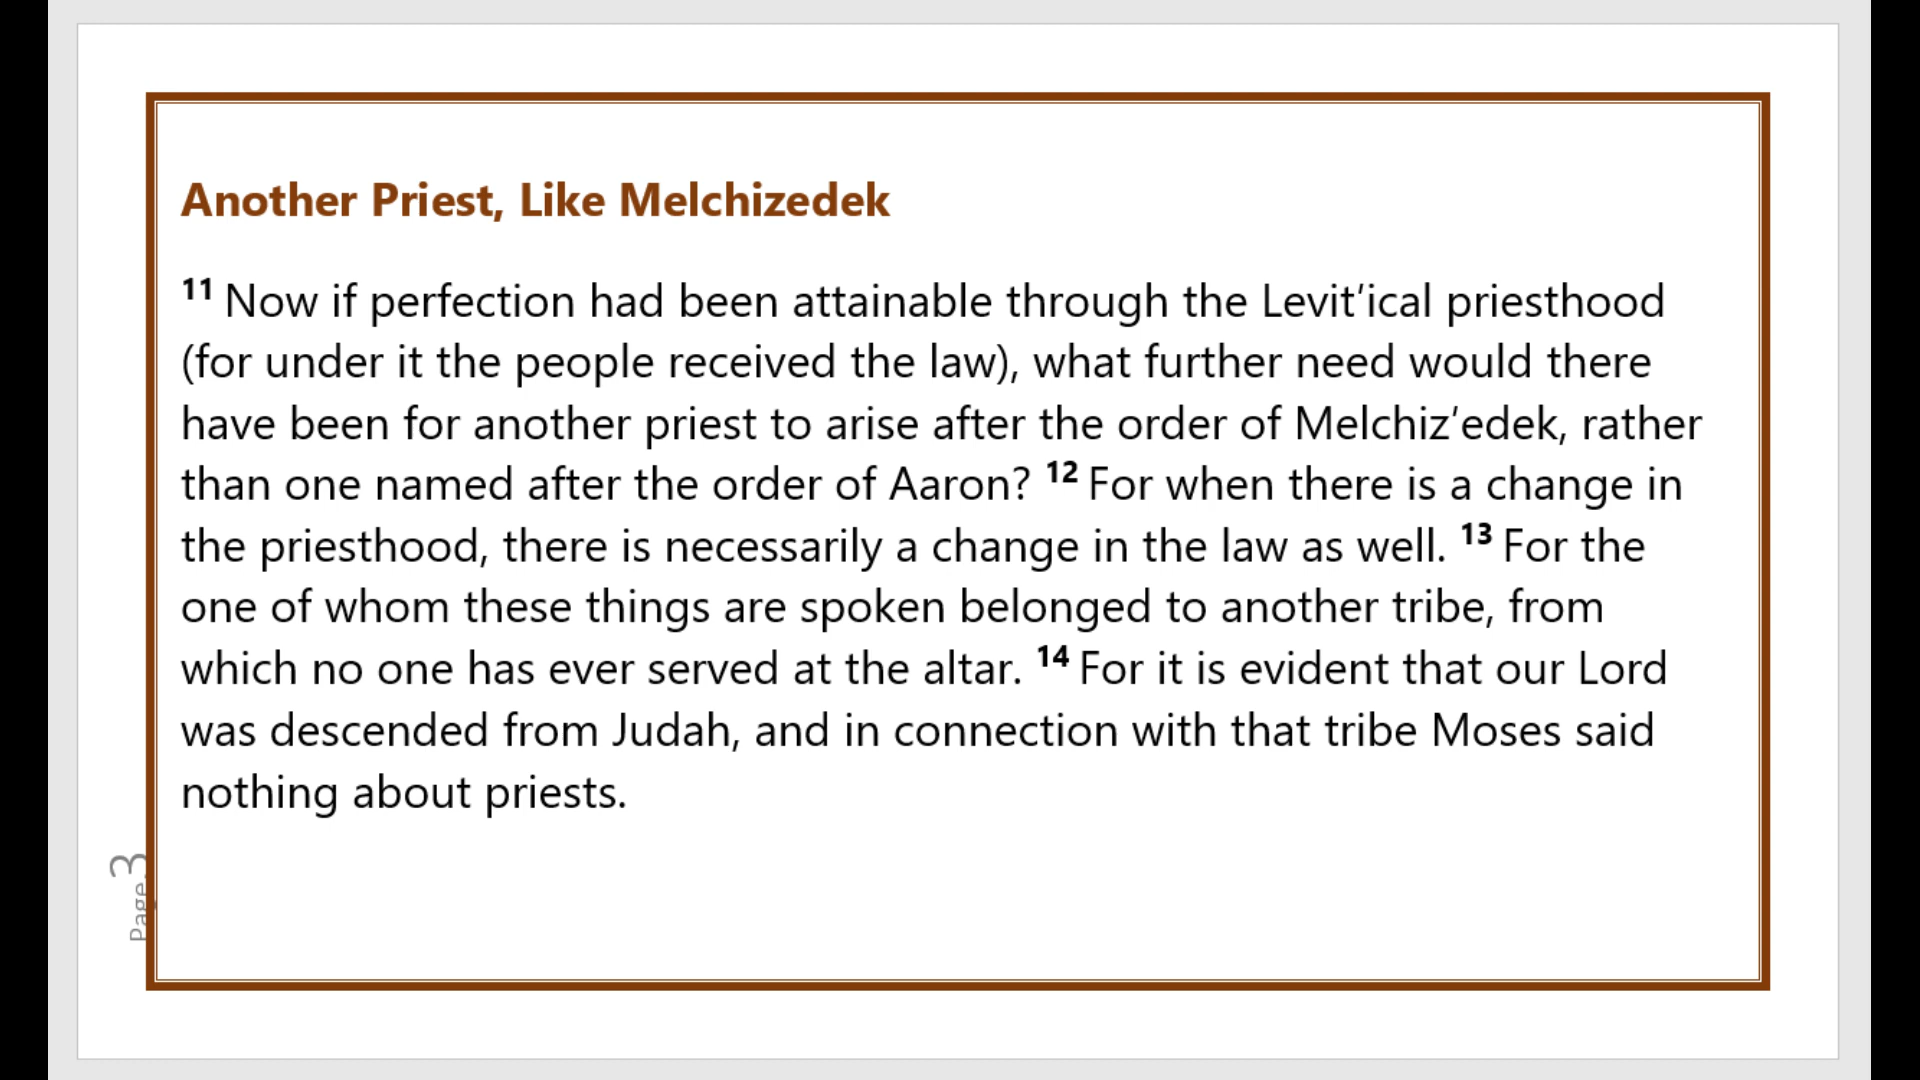 Another Priest, Like Melchizedek
11 Now if perfection had been attainable through the Levit′ical priesthood
(for under it the people received the law), what further need would there
have been for another priest to arise after the order of Melchiz′edek, rather
than one named after the order of Aaron? 12 For when there is a change in
the priesthood, there is necessarily a change in the law as well. 13 For the
one of whom these things are spoken belonged to another tribe, from
which no one has ever served at the altar. 14 For it is evident that our Lord
was descended from Judah, and in connection with that tribe Moses said
nothing about priests.
Page 3